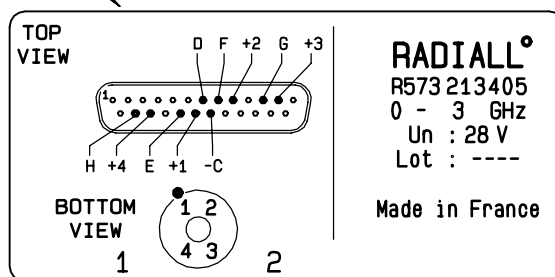 TOP
VIEW
D F +2 G +3
1
H +4 E +1 -C
BOTTOM
VIEW
1 2
4 3
1 2
RADIALL°
R573 213405
0 - 3 GHz
Un : 28 V
Lot : ----
Made in France